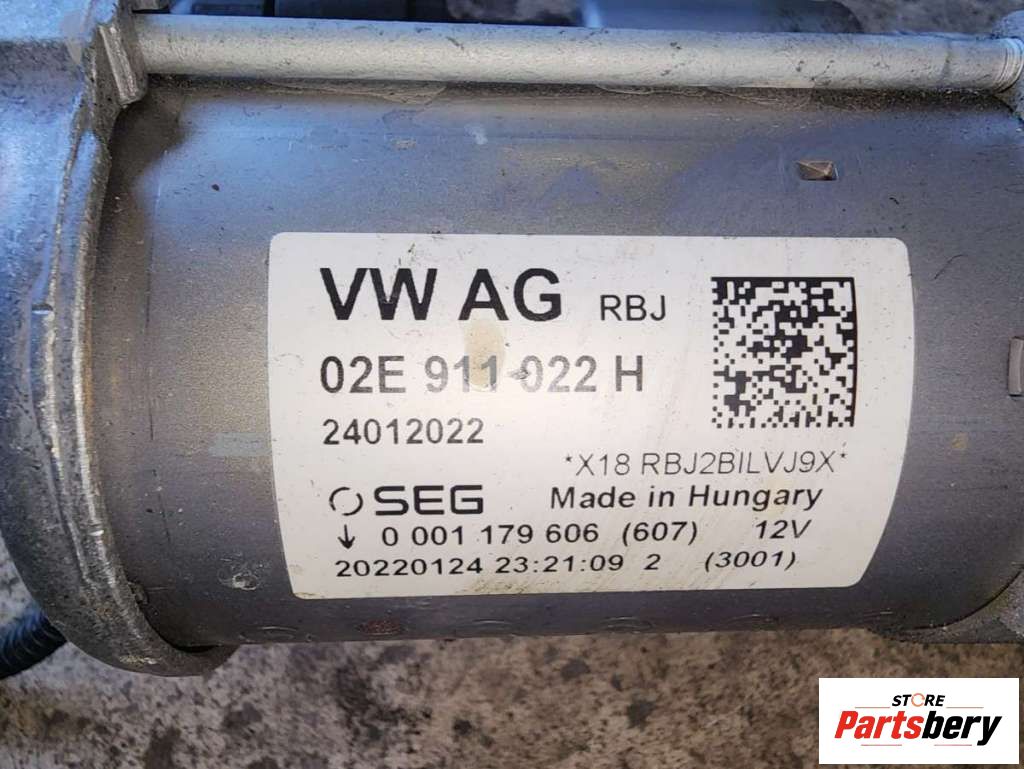 VW AG RBJ
02E 911 022 H
24012022
*X18 RBJ2BILVJ9X*
SEG Made in Hungary
0 001 179 606 (607) 12V
20220124 23:21:09 2 (3001)
STORE
Partsbery